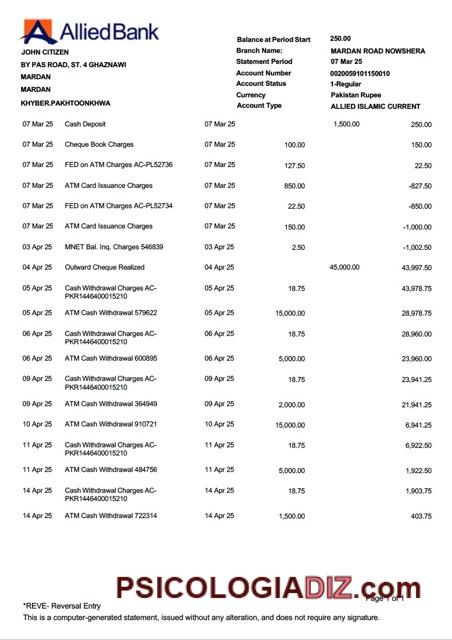 AlliedBank
JOHN CITIZEN
BY PAS ROAD, ST. 4 GHAZNAWI
MARDAN
MARDAN
KHYBER.PAKHTOONKHWA
Balance at Period Start 250.00
Branch Name: MARDAN ROAD NOWSHERA
Statement Period 07 Mar 25
Account Number 0020059101150010
Account Status 1-Regular
Currency Pakistan Rupee
Account Type ALLIED ISLAMIC CURRENT
07 Mar 25 Cash Deposit 07 Mar 25 1,500.00 250.00
07 Mar 25 Cheque Book Charges 07 Mar 25 100.00 150.00
07 Mar 25 FED on ATM Charges AC-PL52736 07 Mar 25 127.50 22.50
07 Mar 25 ATM Card Issuance Charges 07 Mar 25 850.00 -827.50
07 Mar 25 FED on ATM Charges AC-PL52734 07 Mar 25 22.50 -850.00
07 Mar 25 ATM Card Issuance Charges 07 Mar 25 150.00 -1,000.00
03 Apr 25 MNET Bal. Inq. Charges 546839 03 Apr 25 2.50 -1,002.50
04 Apr 25 Outward Cheque Realized 04 Apr 25 45,000.00 43,997.50
05 Apr 25 Cash Withdrawal Charges AC- 05 Apr 25 18.75 43,978.75
PKR1446400015210
05 Apr 25 ATM Cash Withdrawal 579622 05 Apr 25 15,000.00 28,978.75
06 Apr 25 Cash Withdrawal Charges AC- 06 Apr 25 18.75 28,960.00
PKR1446400015210
06 Apr 25 ATM Cash Withdrawal 600895 06 Apr 25 5,000.00 23,960.00
09 Apr 25 Cash Withdrawal Charges AC- 09 Apr 25 18.75 23,941.25
PKR1446400015210
09 Apr 25 ATM Cash Withdrawal 364949 09 Apr 25 2,000.00 21,941.25
10 Apr 25 ATM Cash Withdrawal 910721 10 Apr 25 15,000.00 6,941.25
11 Apr 25 Cash Withdrawal Charges AC- 11 Apr 25 18.75 6,922.50
PKR1446400015210
11 Apr 25 ATM Cash Withdrawal 484756 11 Apr 25 5,000.00 1,922.50
14 Apr 25 Cash Withdrawal Charges AC- 14 Apr 25 18.75 1,903.75
PKR1446400015210
14 Apr 25 ATM Cash Withdrawal 722314 14 Apr 25 1,500.00 403.75
PSICOLOGIADIZ.com
Page 1 of 1
*REVE- Reversal Entry
This is a computer-generated statement, issued without any alteration, and does not require any signature.